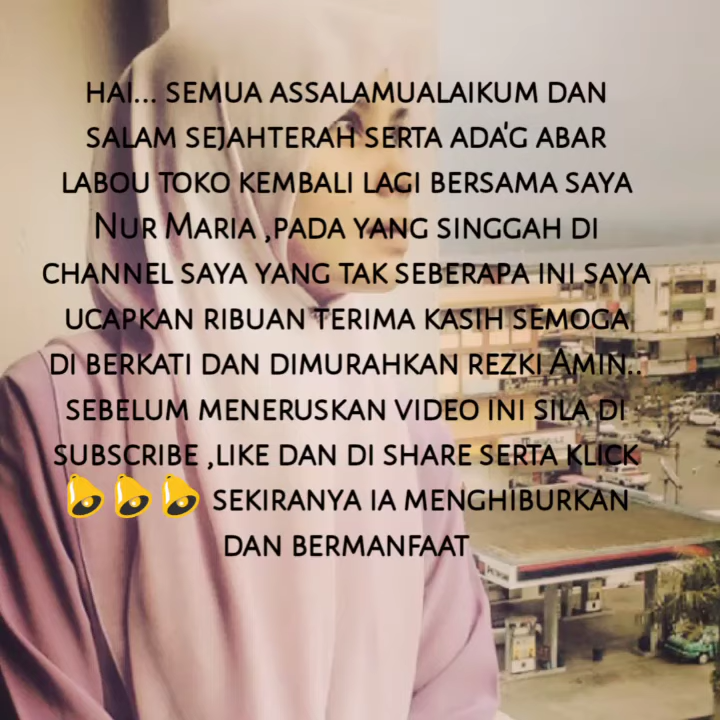 HAI... SEMUA ASSALAMUALAIKUM DAN
SALAM SEJAHTERAH SERTA ADA'G ABAR
LABOU TOKO KEMBALI LAGI BERSAMA SAYA
NUR MARIA ,PADA YANG SINGGAH DI
CHANNEL SAYA YANG TAK SEBERAPA INI SAYA
UCAPKAN RIBUAN TERIMA KASIH SEMOGA
DI BERKATI DAN DIMURAHKAN REZKI AMIN..
SEBELUM MENERUSKAN VIDEO INI SILA DI
SUBSCRIBE ,LIKE DAN DI SHARE SERTA KLICK
🔔🔔🔔 SEKIRANYA IA MENGHIBURKAN
DAN BERMANFAAT